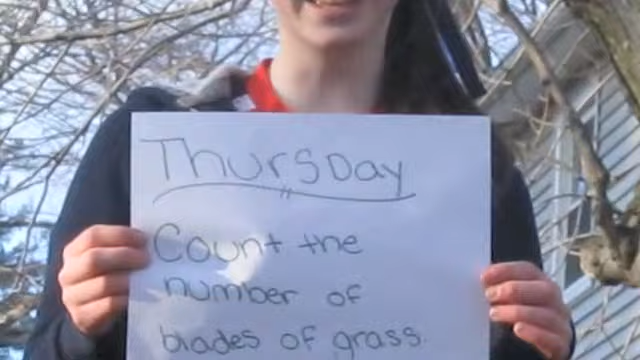 Thursday
Count the
number of
blades of grass.